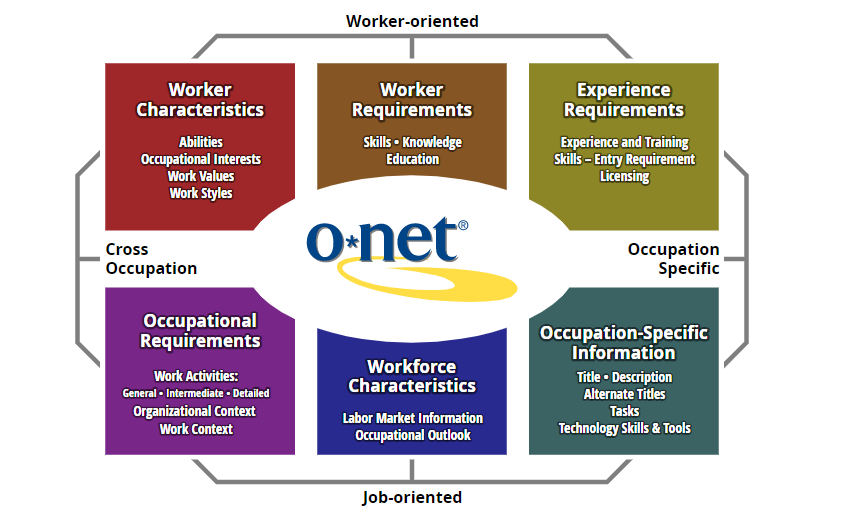 Worker-oriented
Worker
Characteristics
Abilities
Occupational Interests
Work Values
Work Styles
Worker
Requirements
Skills • Knowledge
Education
Experience
Requirements
Experience and Training
Skills – Entry Requirement
Licensing
o*net®
Cross
Occupation
Occupation
Specific
Occupational
Requirements
Work Activities:
General • Intermediate • Detailed
Organizational Context
Work Context
Workforce
Characteristics
Labor Market Information
Occupational Outlook
Occupation-Specific
Information
Title • Description
Alternate Titles
Tasks
Technology Skills & Tools
Job-oriented